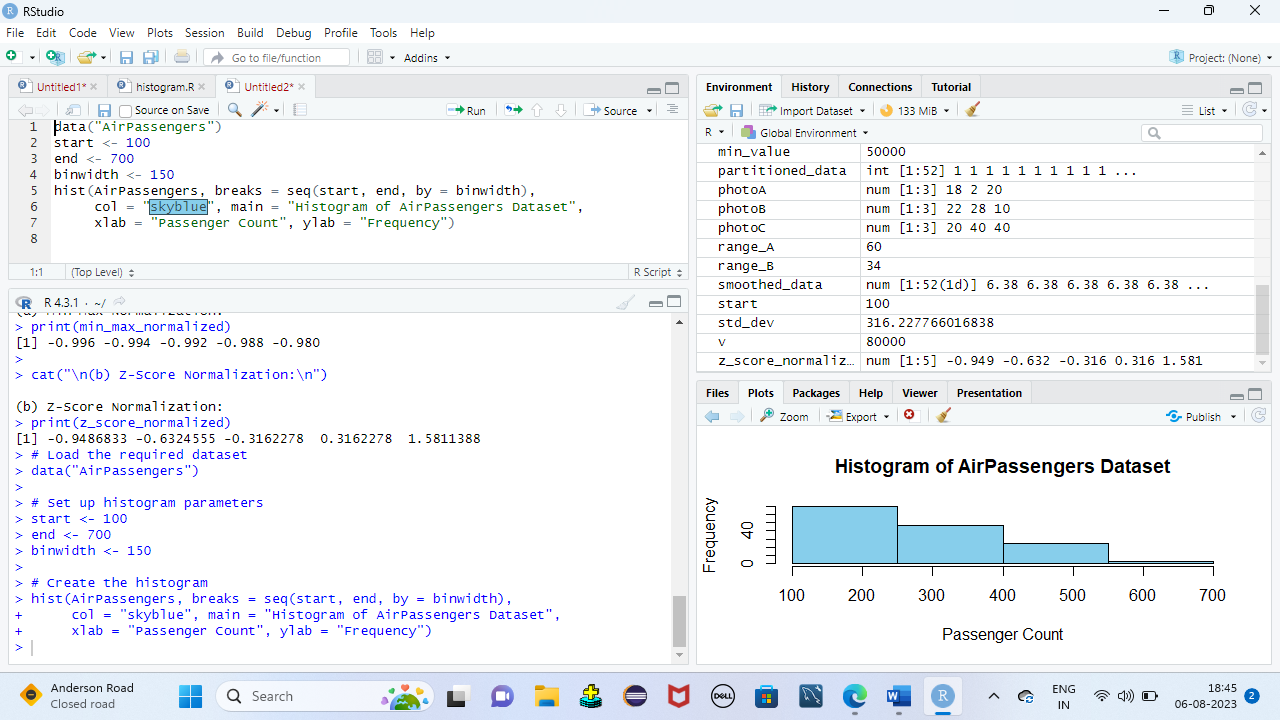 RStudio
File Edit Code View Plots Session Build Debug Profile Tools Help
Go to file/function Addins Project: (None)
Untitled1* histogram.R Untitled2*
Source on Save Run Source
1 data("AirPassengers")
2 start <- 100
3 end <- 700
4 binwidth <- 150
5 hist(AirPassengers, breaks = seq(start, end, by = binwidth),
6 col = "skyblue", main = "Histogram of AirPassengers Dataset",
7 xlab = "Passenger Count", ylab = "Frequency")
8
1:1 (Top Level) R Script
R 4.3.1 · ~/
> print(min_max_normalized)
[1] -0.996 -0.994 -0.992 -0.988 -0.980
>
> cat("\n(b) Z-Score Normalization:\n")
(b) Z-Score Normalization:
> print(z_score_normalized)
[1] -0.9486833 -0.6324555 -0.3162278 0.3162278 1.5811388
> # Load the required dataset
> data("AirPassengers")
>
> # Set up histogram parameters
> start <- 100
> end <- 700
> binwidth <- 150
>
> # Create the histogram
> hist(AirPassengers, breaks = seq(start, end, by = binwidth),
+ col = "skyblue", main = "Histogram of AirPassengers Dataset",
+ xlab = "Passenger Count", ylab = "Frequency")
>
Environment History Connections Tutorial
Import Dataset 133 MiB List
R Global Environment
min_value 50000
partitioned_data int [1:52] 1 1 1 1 1 1 1 1 1 1 ...
photoA num [1:3] 18 2 20
photoB num [1:3] 22 28 10
photoC num [1:3] 20 40 40
range_A 60
range_B 34
smoothed_data num [1:52(1d)] 6.38 6.38 6.38 6.38 6.38 ...
start 100
std_dev 316.227766016838
v 80000
z_score_normaliz... num [1:5] -0.949 -0.632 -0.316 0.316 1.581
Files Plots Packages Help Viewer Presentation
Zoom Export Publish
Histogram of AirPassengers Dataset
Frequency
40
0
100 200 300 400 500 600 700
Passenger Count
Anderson Road
Closed road
Search
DELL
ENG
IN
18:45
06-08-2023
2